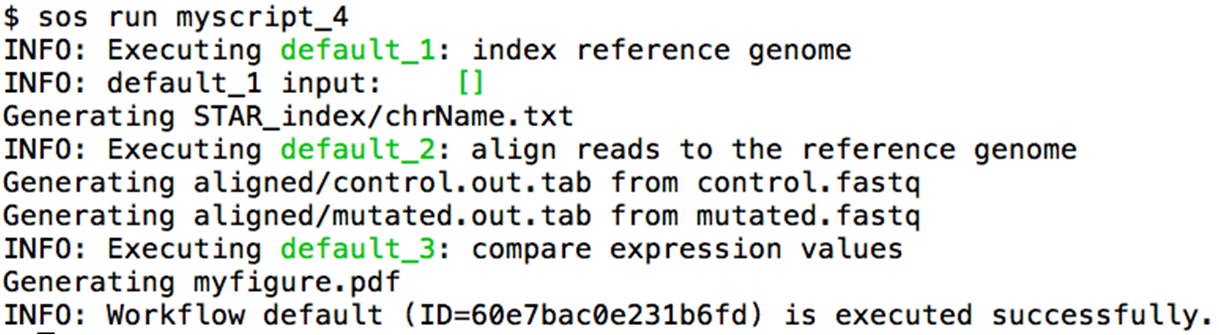 $ sos run myscript_4
INFO: Executing default_1: index reference genome
INFO: default_1 input:    []
Generating STAR_index/chrName.txt
INFO: Executing default_2: align reads to the reference genome
Generating aligned/control.out.tab from control.fastq
Generating aligned/mutated.out.tab from mutated.fastq
INFO: Executing default_3: compare expression values
Generating myfigure.pdf
INFO: Workflow default (ID=60e7bac0e231b6fd) is executed successfully.